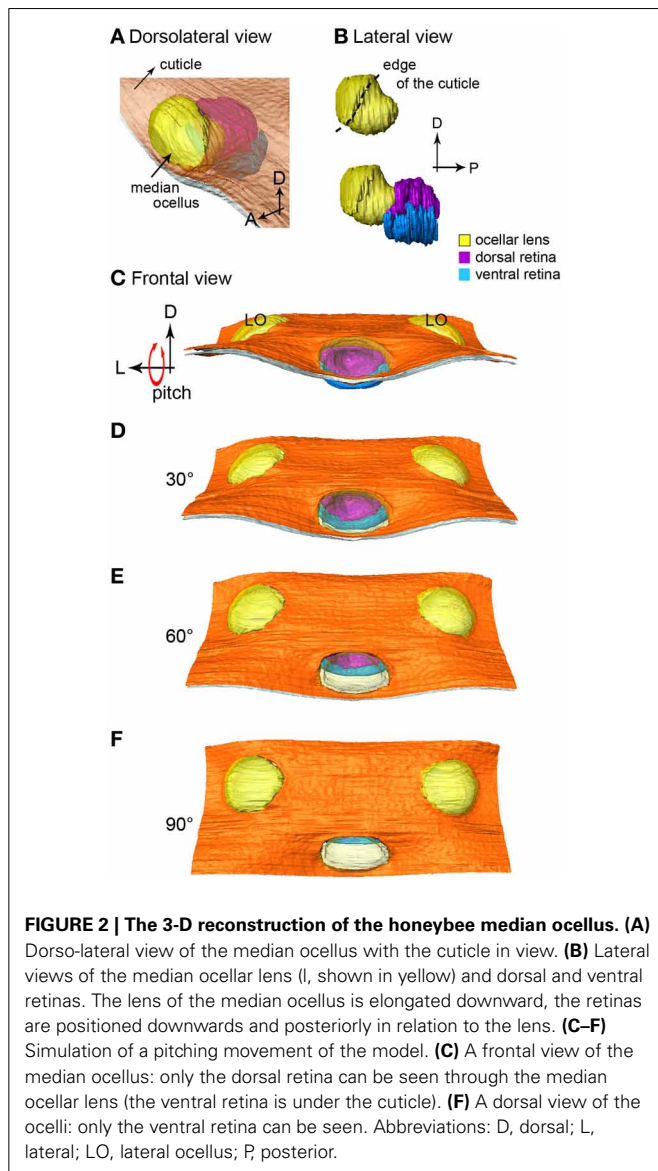 A Dorsolateral view
cuticle
median
ocellus
D
A
B Lateral view
edge
of the cuticle
D
P
ocellar lens
dorsal retina
ventral retina
C Frontal view
D
L
pitch
LO
LO
D
30°
E
60°
F
90°
FIGURE 2 | The 3-D reconstruction of the honeybee median ocellus. (A)
Dorso-lateral view of the median ocellus with the cuticle in view. (B) Lateral
views of the median ocellar lens (l, shown in yellow) and dorsal and ventral
retinas. The lens of the median ocellus is elongated downward, the retinas
are positioned downwards and posteriorly in relation to the lens. (C–F)
Simulation of a pitching movement of the model. (C) A frontal view of the
median ocellus: only the dorsal retina can be seen through the median
ocellar lens (the ventral retina is under the cuticle). (F) A dorsal view of the
ocelli: only the ventral retina can be seen. Abbreviations: D, dorsal; L,
lateral; LO, lateral ocellus; P, posterior.